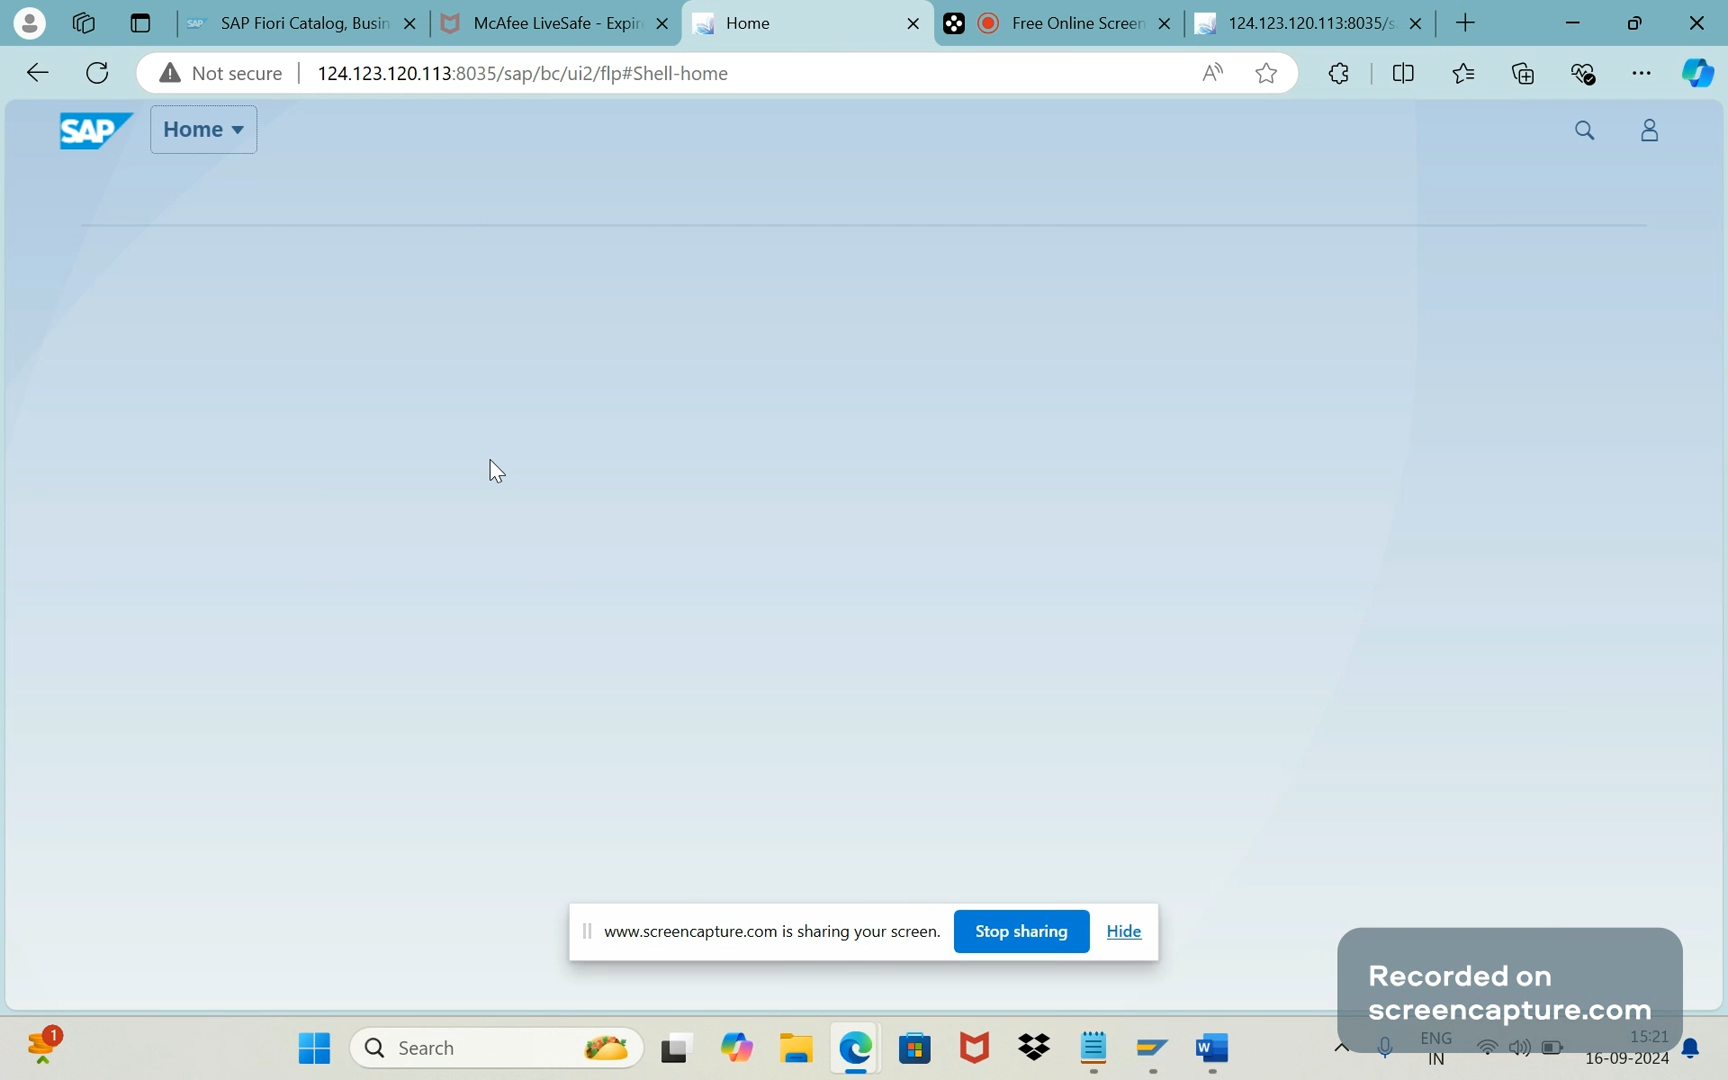 SAP Fiori Catalog, Busin
McAfee LiveSafe - Expir
Home
Free Online Screen
124.123.120.113:8035/s
Not secure
124.123.120.113:8035/sap/bc/ui2/flp#Shell-home
SAP
Home
www.screencapture.com is sharing your screen.
Stop sharing
Hide
Recorded on
screencapture.com
1
Search
ENG
IN
15:21
16-09-2024